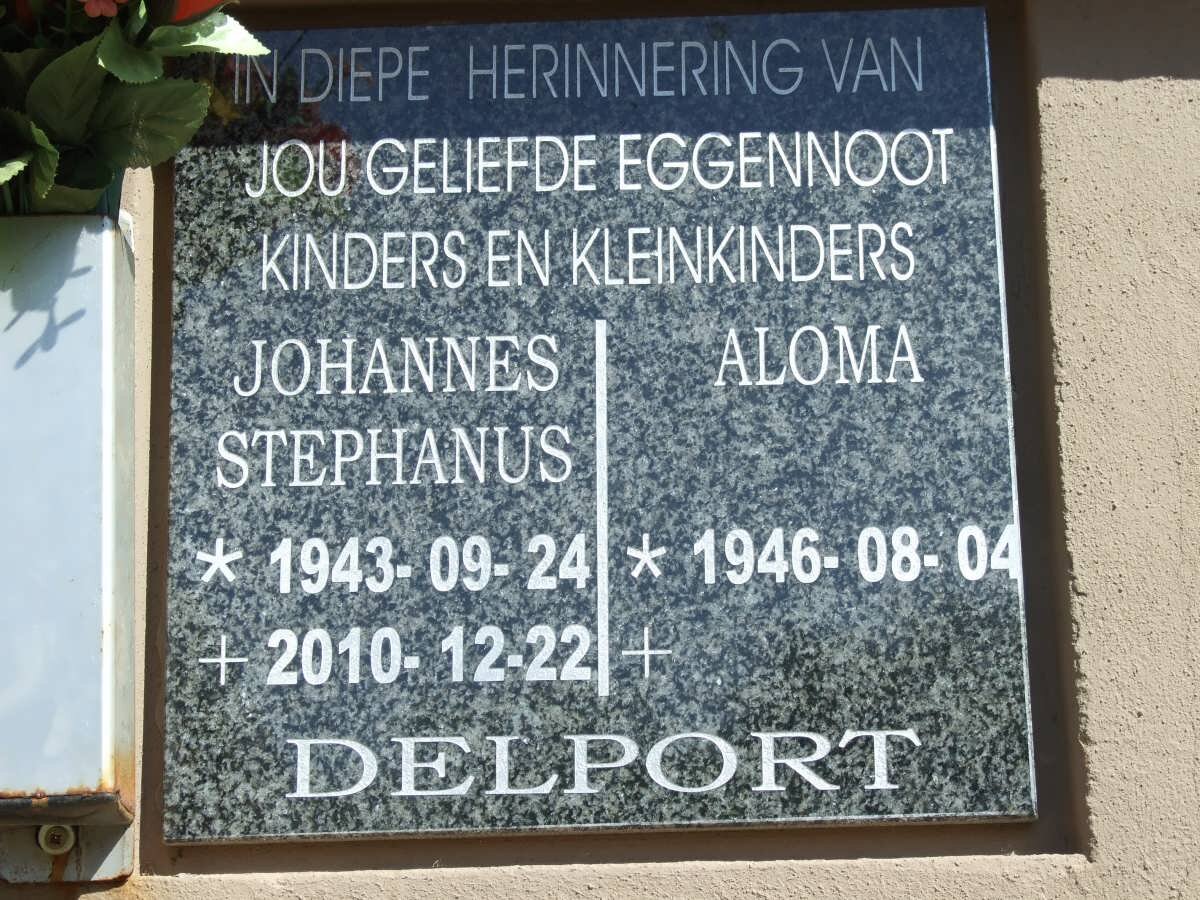 IN DIEPE HERINNERING VAN
JOU GELIEFDE EGGENNOOT
KINDERS EN KLEINKINDERS
JOHANNES
STEPHANUS
* 1943-09-24
+ 2010-12-22
ALOMA
* 1946-08-04
+
DELPORT